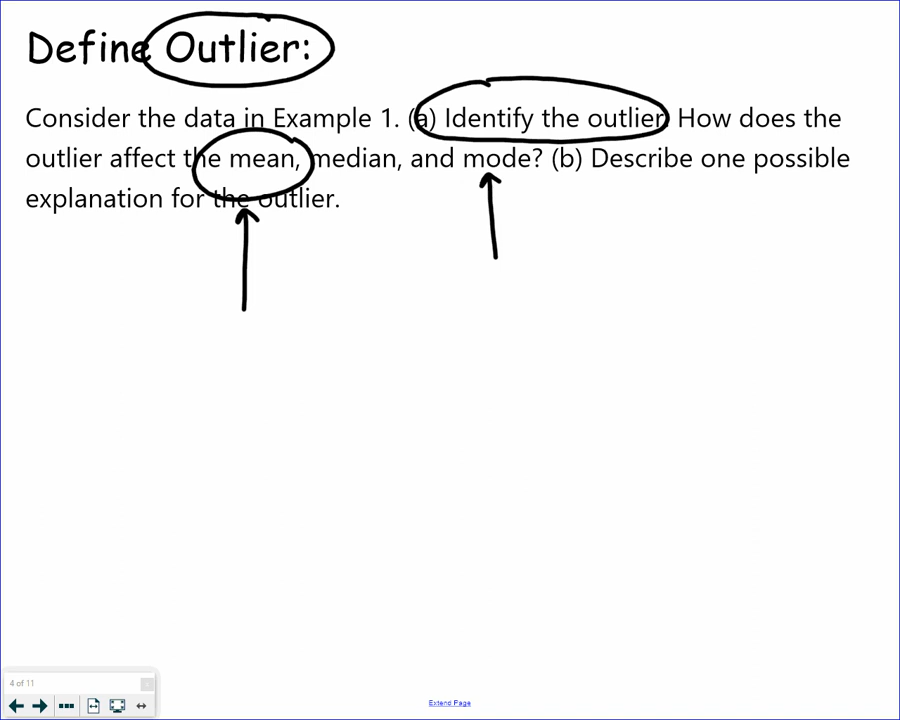 Define Outlier:
Consider the data in Example 1. (a) Identify the outlier. How does the
outlier affect the mean, median, and mode? (b) Describe one possible
explanation for the outlier.
4 of 11
Extend Page